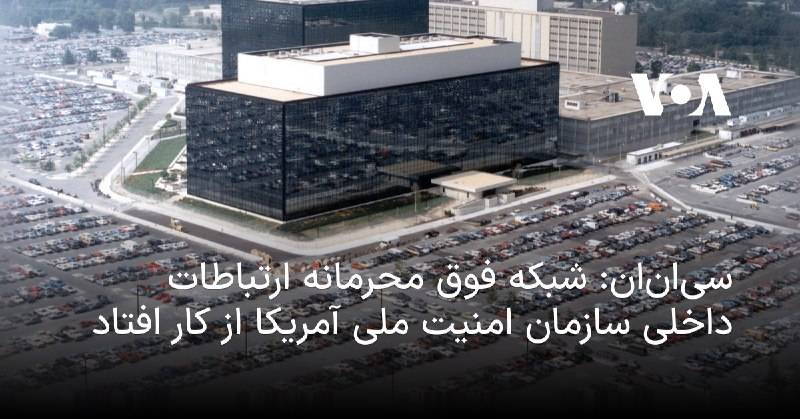 VOA
سی‌ان‌ان: شبکه فوق محرمانه ارتباطات
داخلی سازمان امنیت ملی آمریکا از کار افتاد